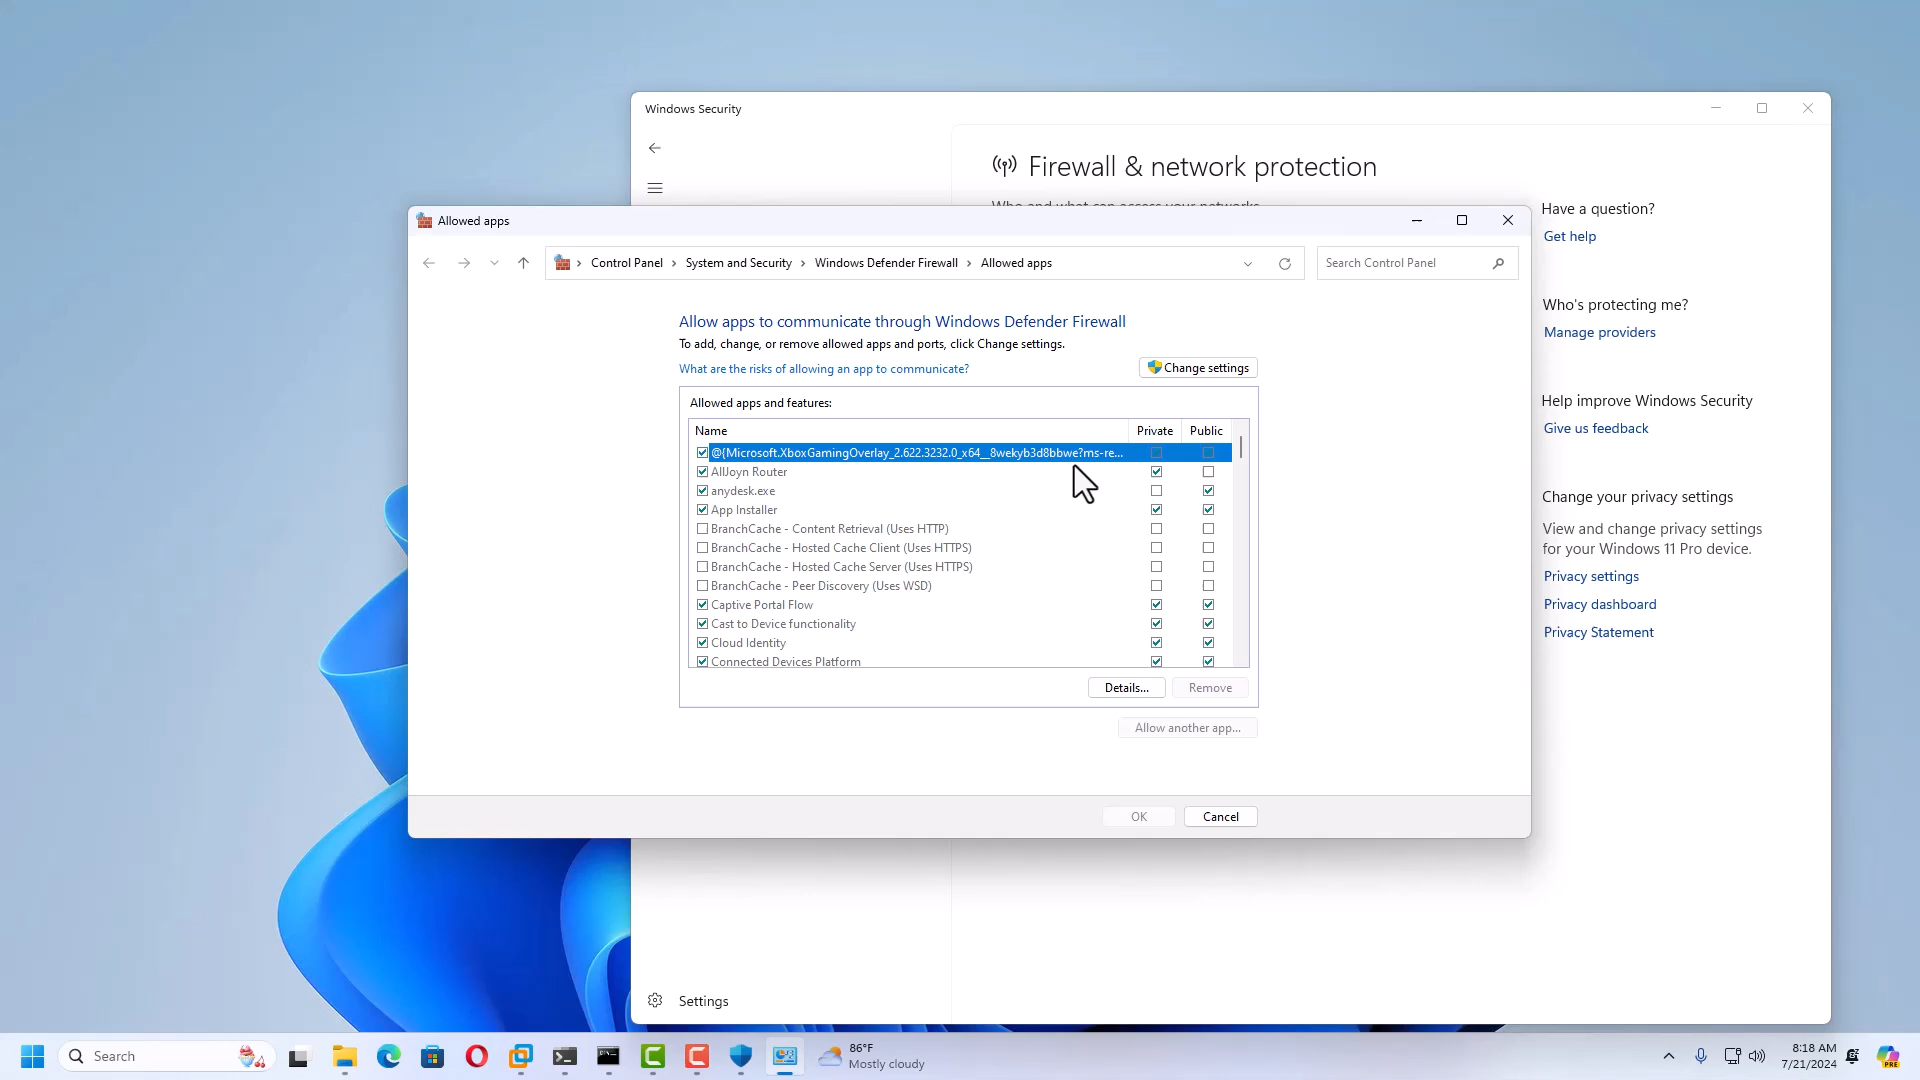 Windows Security
Firewall & network protection
Who and what can access your networks.
Have a question?
Get help
Who's protecting me?
Manage providers
Help improve Windows Security
Give us feedback
Change your privacy settings
View and change privacy settings
for your Windows 11 Pro device.
Privacy settings
Privacy dashboard
Privacy Statement
Settings
Allowed apps
Control Panel > System and Security > Windows Defender Firewall > Allowed apps
Search Control Panel
Allow apps to communicate through Windows Defender Firewall
To add, change, or remove allowed apps and ports, click Change settings.
What are the risks of allowing an app to communicate?
Change settings
Allowed apps and features:
Name Private Public
@{Microsoft.XboxGamingOverlay_2.622.3232.0_x64__8wekyb3d8bbwe?ms-re...
AllJoyn Router
anydesk.exe
App Installer
BranchCache - Content Retrieval (Uses HTTP)
BranchCache - Hosted Cache Client (Uses HTTPS)
BranchCache - Hosted Cache Server (Uses HTTPS)
BranchCache - Peer Discovery (Uses WSD)
Captive Portal Flow
Cast to Device functionality
Cloud Identity
Connected Devices Platform
Details... Remove
Allow another app...
OK Cancel
Search
86°F
Mostly cloudy
8:18 AM
7/21/2024
PRE